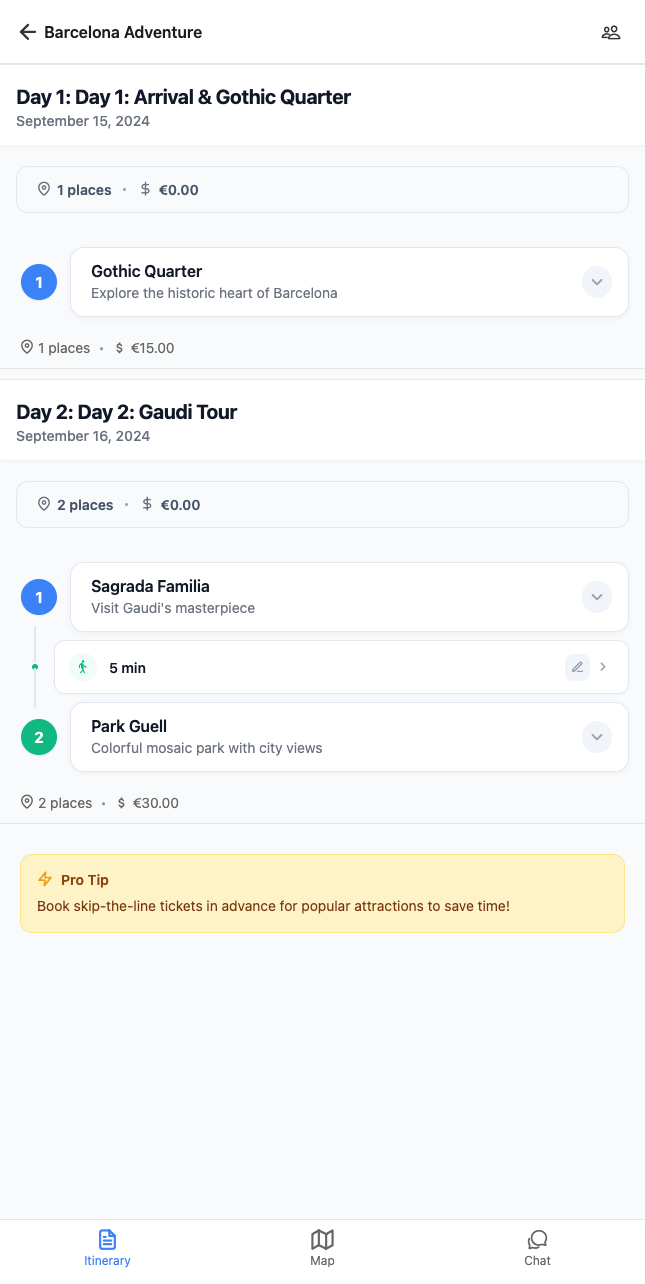 Barcelona Adventure
Day 1: Day 1: Arrival & Gothic Quarter
September 15, 2024
1 places • $ €0.00
1
Gothic Quarter
Explore the historic heart of Barcelona
1 places • $ €15.00
Day 2: Day 2: Gaudi Tour
September 16, 2024
2 places • $ €0.00
1
Sagrada Familia
Visit Gaudi's masterpiece
5 min
2
Park Guell
Colorful mosaic park with city views
2 places • $ €30.00
Pro Tip
Book skip-the-line tickets in advance for popular attractions to save time!
Itinerary
Map
Chat